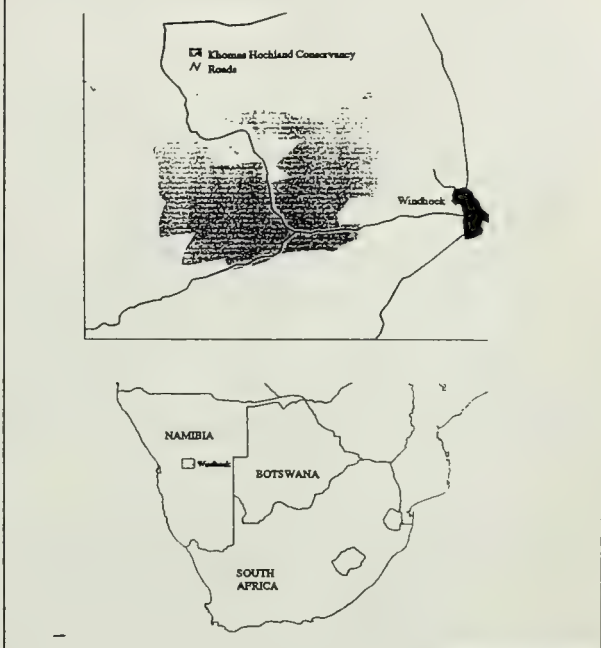 Khomas Hochland Conservancy
Roads
Windhoek
NAMIBIA
Windhoek
BOTSWANA
SOUTH
AFRICA